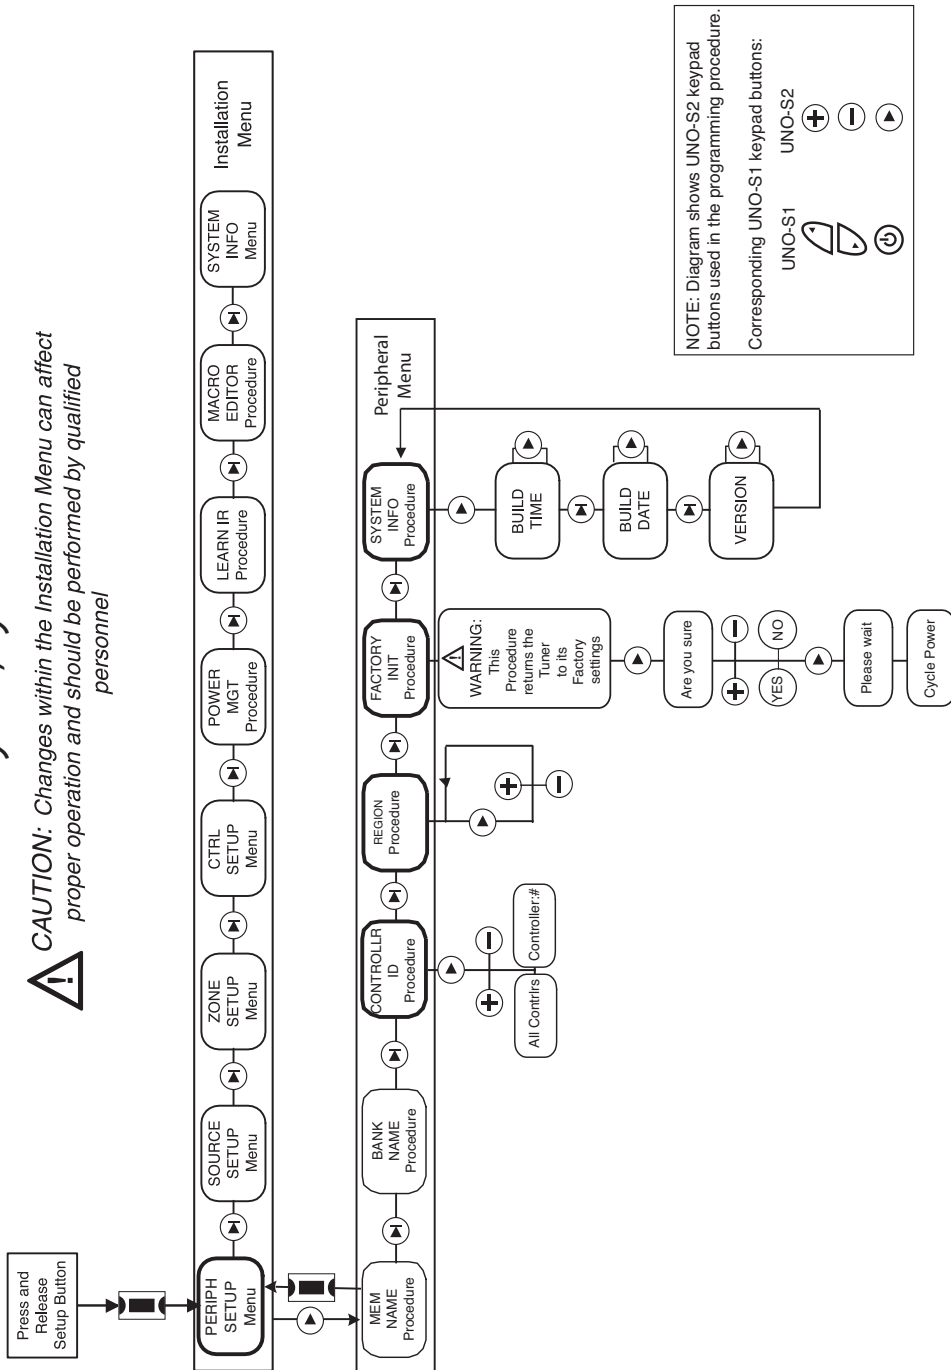 CAUTION: Changes within the Installation Menu can affect
proper operation and should be performed by qualified
personnel
Press and
Release
Setup Button
PERIPH
SETUP
Menu
SOURCE
SETUP
Menu
ZONE
SETUP
Menu
CTRL
SETUP
Menu
POWER
MGT
Procedure
LEARN IR
Procedure
MACRO
EDITOR
Procedure
SYSTEM
INFO
Menu
Installation
Menu
MEM
NAME
Procedure
BANK
NAME
Procedure
CONTROLLR
ID
Procedure
REGION
Procedure
FACTORY
INIT
Procedure
SYSTEM
INFO
Procedure
Peripheral
Menu
All Contrlrs
Controller:#
WARNING:
This
Procedure
returns the
Tuner
to its
Factory
settings
Are you sure
YES
NO
Please wait
Cycle Power
BUILD
TIME
BUILD
DATE
VERSION
NOTE: Diagram shows UNO-S2 keypad
buttons used in the programming procedure.
Corresponding UNO-S1 keypad buttons:
UNO-S1
UNO-S2